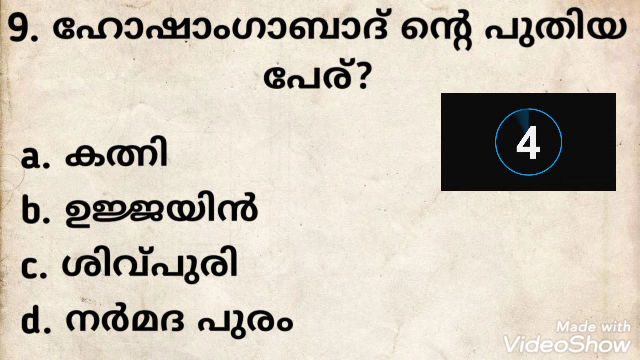 9. ഹോഷാംഗാബാദ് ന്റെ പുതിയ
പേര്?
4
a. കത്നി
b. ഉജ്ജയിൻ
c. ശിവ്പുരി
d. നർമദ പുരം
Made with
VideoShow